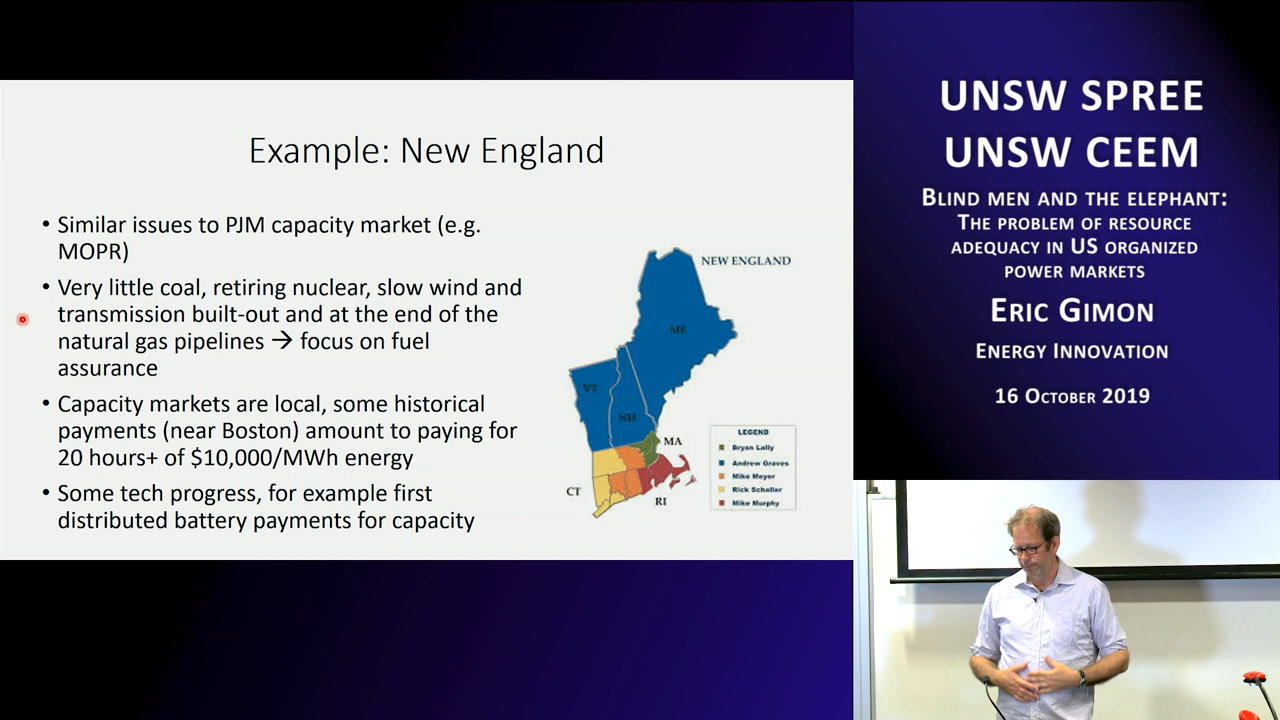 Example: New England
• Similar issues to PJM capacity market (e.g.
MOPR)
• Very little coal, retiring nuclear, slow wind and
transmission built-out and at the end of the
natural gas pipelines → focus on fuel
assurance
• Capacity markets are local, some historical
payments (near Boston) amount to paying for
20 hours+ of $10,000/MWh energy
• Some tech progress, for example first
distributed battery payments for capacity
NEW ENGLAND
ME
VT
NH
MA
CT
RI
LEGEND
Bryan Lally
Andrew Graves
Mike Meyer
Rick Schaller
Mike Murphy
UNSW SPREE
UNSW CEEM
Blind men and the elephant:
The problem of resource
adequacy in US organized
power markets
Eric Gimon
Energy Innovation
16 October 2019